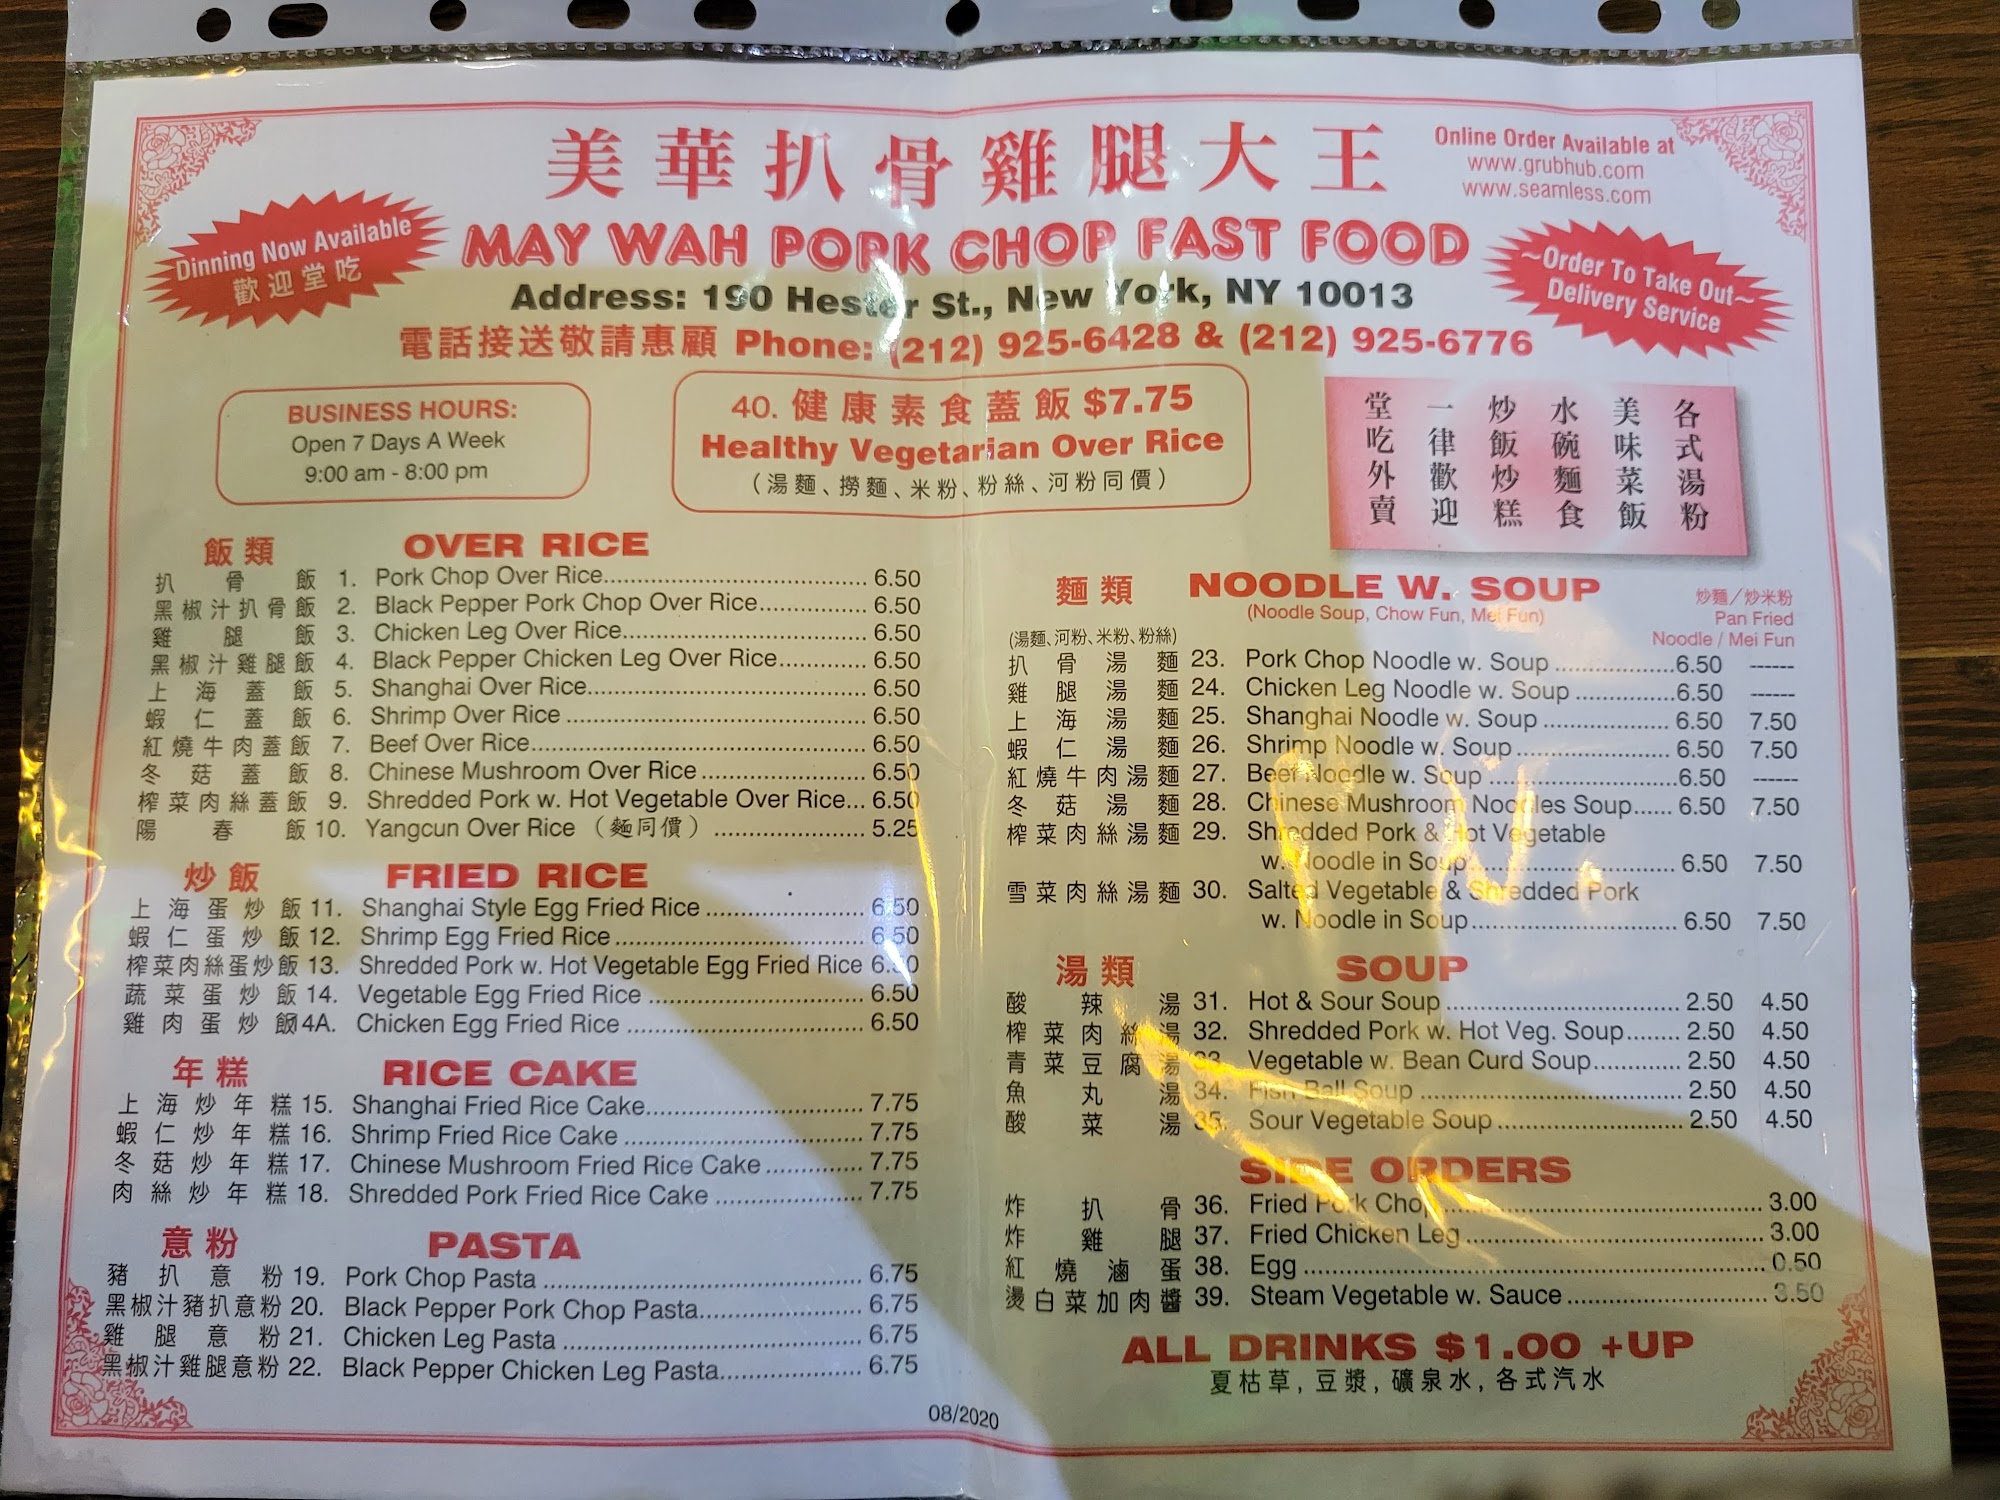 美華扒骨雞腿大王
Online Order Available at
www.grubhub.com
www.seamless.com
Dinning Now Available
歡迎堂吃
MAY WAH PORK CHOP FAST FOOD
~Order To Take Out~
Delivery Service
Address: 190 Hester St., New York, NY 10013
電話接送敬請惠顧 Phone: (212) 925-6428 & (212) 925-6776
BUSINESS HOURS:
Open 7 Days A Week
9:00 am - 8:00 pm
40. 健康素食蓋飯 $7.75
Healthy Vegetarian Over Rice
(湯麵、撈麵、米粉、粉絲、河粉同價)
各式湯粉
美味菜飯
水碗麵食
炒飯炒糕
一律歡迎
堂吃外賣
飯類 OVER RICE
扒骨飯 1. Pork Chop Over Rice 6.50
黑椒汁扒骨飯 2. Black Pepper Pork Chop Over Rice 6.50
雞腿飯 3. Chicken Leg Over Rice 6.50
黑椒汁雞腿飯 4. Black Pepper Chicken Leg Over Rice 6.50
上海蓋飯 5. Shanghai Over Rice 6.50
蝦仁蓋飯 6. Shrimp Over Rice 6.50
紅燒牛肉蓋飯 7. Beef Over Rice 6.50
冬菇蓋飯 8. Chinese Mushroom Over Rice 6.50
榨菜肉絲蓋飯 9. Shredded Pork w. Hot Vegetable Over Rice 6.50
陽春飯 10. Yangcun Over Rice (麵同價) 5.25
炒飯 FRIED RICE
上海蛋炒飯 11. Shanghai Style Egg Fried Rice 6.50
蝦仁蛋炒飯 12. Shrimp Egg Fried Rice 6.50
榨菜肉絲蛋炒飯 13. Shredded Pork w. Hot Vegetable Egg Fried Rice 6.50
蔬菜蛋炒飯 14. Vegetable Egg Fried Rice 6.50
雞肉蛋炒飯 14A. Chicken Egg Fried Rice 6.50
年糕 RICE CAKE
上海炒年糕 15. Shanghai Fried Rice Cake 7.75
蝦仁炒年糕 16. Shrimp Fried Rice Cake 7.75
冬菇炒年糕 17. Chinese Mushroom Fried Rice Cake 7.75
肉絲炒年糕 18. Shredded Pork Fried Rice Cake 7.75
意粉 PASTA
豬扒意粉 19. Pork Chop Pasta 6.75
黑椒汁豬扒意粉 20. Black Pepper Pork Chop Pasta 6.75
雞腿意粉 21. Chicken Leg Pasta 6.75
黑椒汁雞腿意粉 22. Black Pepper Chicken Leg Pasta 6.75
麵類 NOODLE W. SOUP
(Noodle Soup, Chow Fun, Mei Fun)
炒麵/炒米粉
Pan Fried
Noodle / Mei Fun
(湯麵、河粉、米粉、粉絲)
扒骨湯麵 23. Pork Chop Noodle w. Soup 6.50 ------
雞腿湯麵 24. Chicken Leg Noodle w. Soup 6.50 ------
上海湯麵 25. Shanghai Noodle w. Soup 6.50 7.50
蝦仁湯麵 26. Shrimp Noodle w. Soup 6.50 7.50
紅燒牛肉湯麵 27. Beef Noodle w. Soup 6.50 ------
冬菇湯麵 28. Chinese Mushroom Noodles Soup 6.50 7.50
榨菜肉絲湯麵 29. Shredded Pork & Hot Vegetable
w. Noodle in Soup 6.50 7.50
雪菜肉絲湯麵 30. Salted Vegetable & Shredded Pork
w. Noodle in Soup 6.50 7.50
湯類 SOUP
酸辣湯 31. Hot & Sour Soup 2.50 4.50
榨菜肉絲湯 32. Shredded Pork w. Hot Veg. Soup 2.50 4.50
青菜豆腐湯 33. Vegetable w. Bean Curd Soup 2.50 4.50
魚丸湯 34. Fish Ball Soup 2.50 4.50
酸菜湯 35. Sour Vegetable Soup 2.50 4.50
SIDE ORDERS
炸扒骨 36. Fried Pork Chop 3.00
炸雞腿 37. Fried Chicken Leg 3.00
紅燒滷蛋 38. Egg 0.50
燙白菜加肉醬 39. Steam Vegetable w. Sauce 3.50
ALL DRINKS $1.00 +UP
夏枯草, 豆漿, 礦泉水, 各式汽水
08/2020